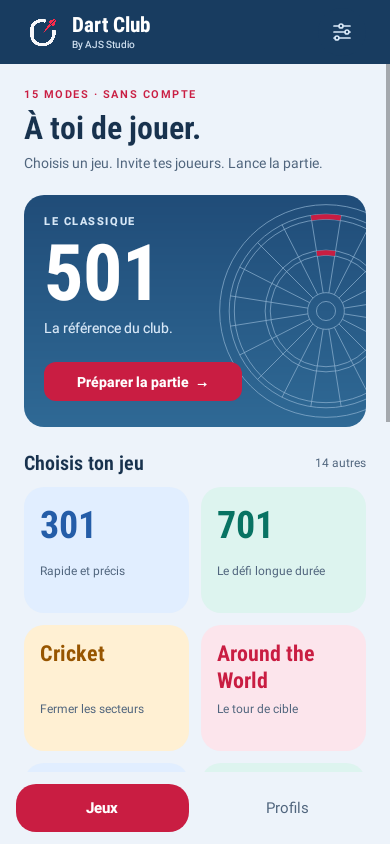 Dart Club
By AJS Studio
15 MODES · SANS COMPTE
À toi de jouer.
Choisis un jeu. Invite tes joueurs. Lance la partie.
LE CLASSIQUE
501
La référence du club.
Préparer la partie →
Choisis ton jeu
14 autres
301
Rapide et précis
701
Le défi longue durée
Cricket
Fermer les secteurs
Around the
World
Le tour de cible
Jeux
Profils